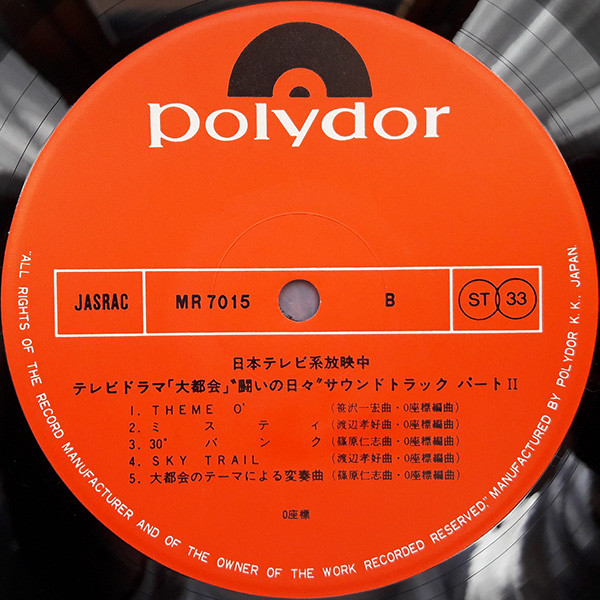 polydor
JASRAC MR 7015 B ST 33
日本テレビ系放映中
テレビドラマ「大都会」〝闘いの日々〟サウンドトラック パートII
1. THEME O' (笹沢一宏曲・0座標編曲)
2. ミスティ (渡辺孝好曲・0座標編曲)
3. 30°バンク (篠原仁志曲・0座標編曲)
4. SKY TRAIL (渡辺孝好曲・0座標編曲)
5. 大都会のテーマによる変奏曲 (篠原仁志曲・0座標編曲)
0座標
"ALL RIGHTS OF THE RECORD MANUFACTURER AND OF THE OWNER OF THE WORK RECORDED RESERVED," MANUFACTURED BY POLYDOR K.K., JAPAN.